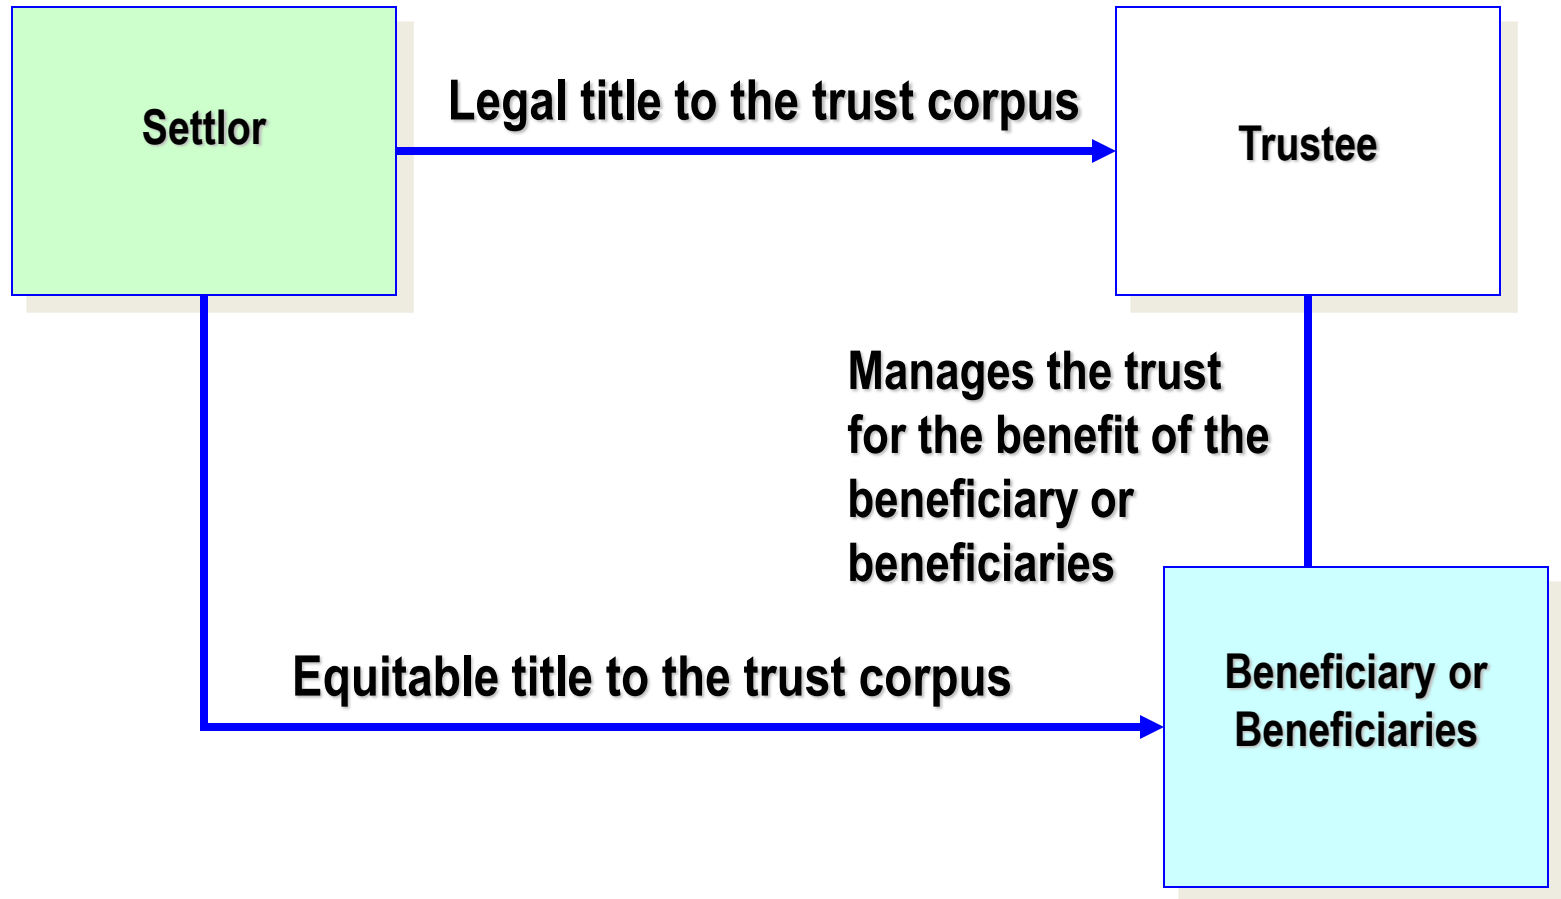 Settlor
Legal title to the trust corpus
Trustee
Manages the trust
for the benefit of the
beneficiary or
beneficiaries
Equitable title to the trust corpus
Beneficiary or
Beneficiaries